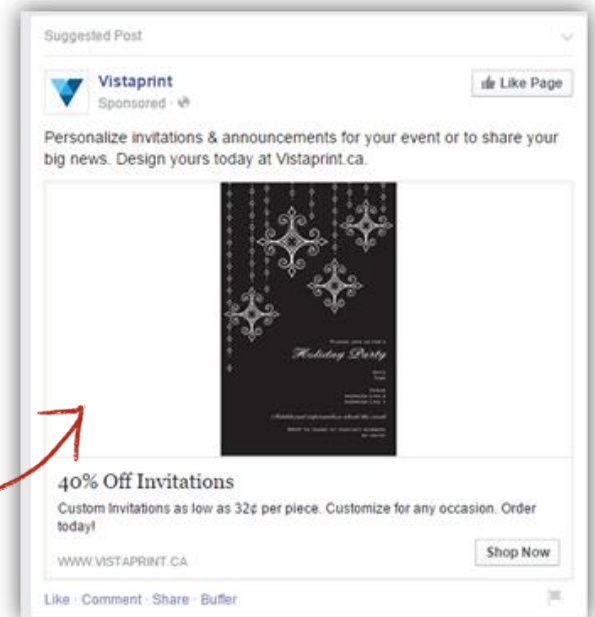 Suggested Post
Vistaprint
Like Page
Sponsored ·
Personalize invitations & announcements for your event or to share your
big news. Design yours today at Vistaprint.ca.
Holiday Party
40% Off Invitations
Custom Invitations as low as 32¢ per piece. Customize for any occasion. Order
today!
WWW.VISTAPRINT.CA
Shop Now
Like · Comment · Share · Buffer